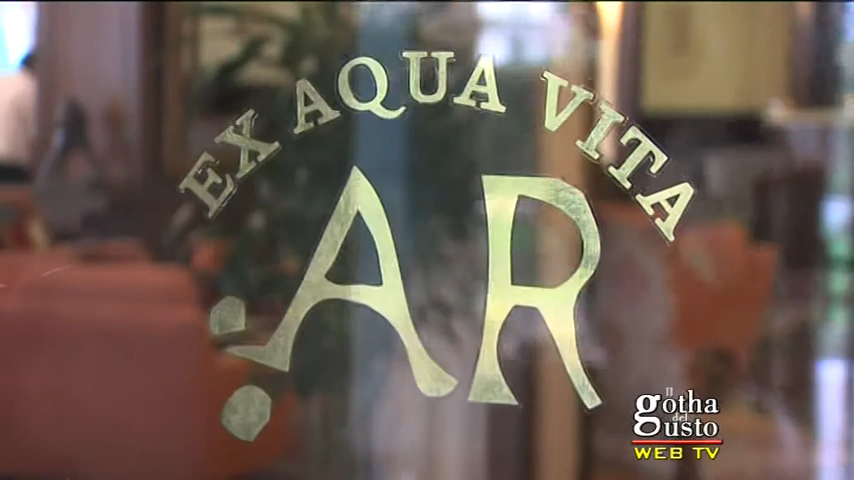 EX AQUA VITA
:AR
Il
gotha
del
gusto
WEB TV